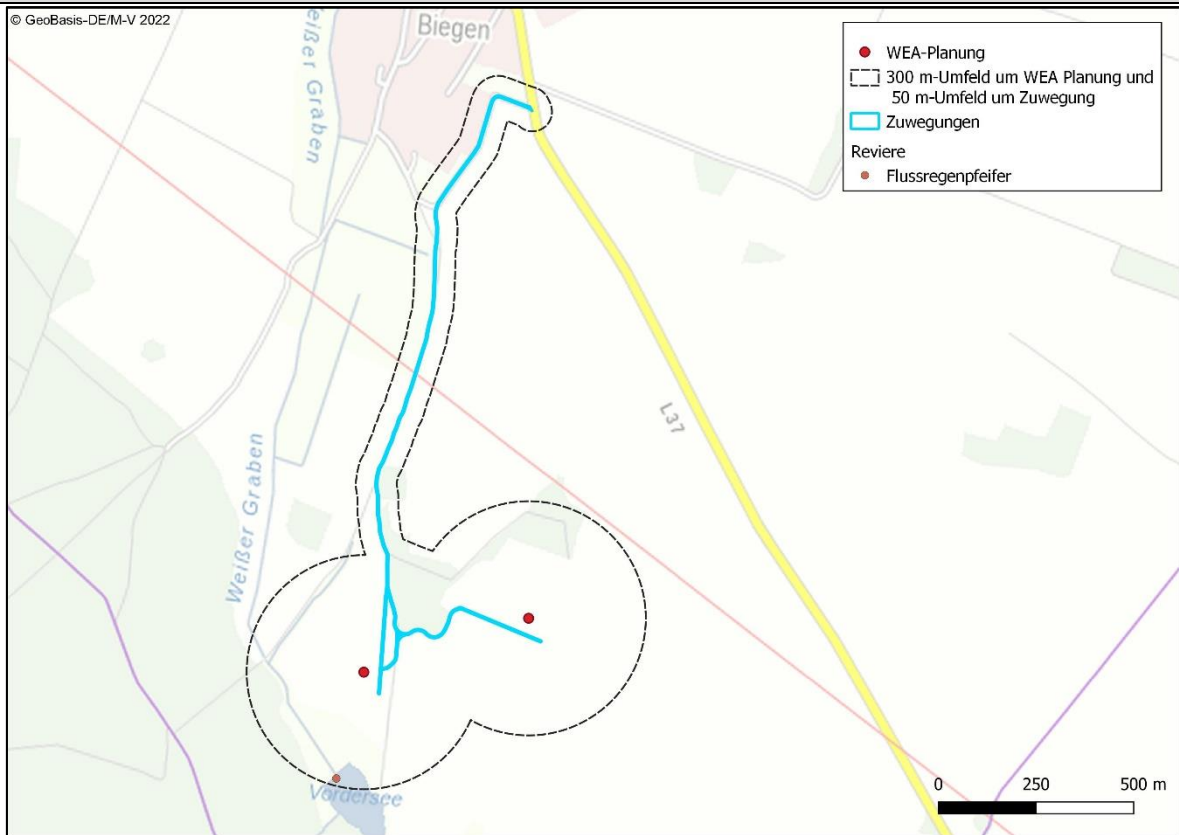 © GeoBasis-DE/M-V 2022
Biegen
Weißer Graben
WEA-Planung
300 m-Umfeld um WEA Planung und
50 m-Umfeld um Zuwegung
Zuwegungen
Reviere
Flussregenpfeifer
L37
Weißer Graben
Vordersee
0 250 500 m